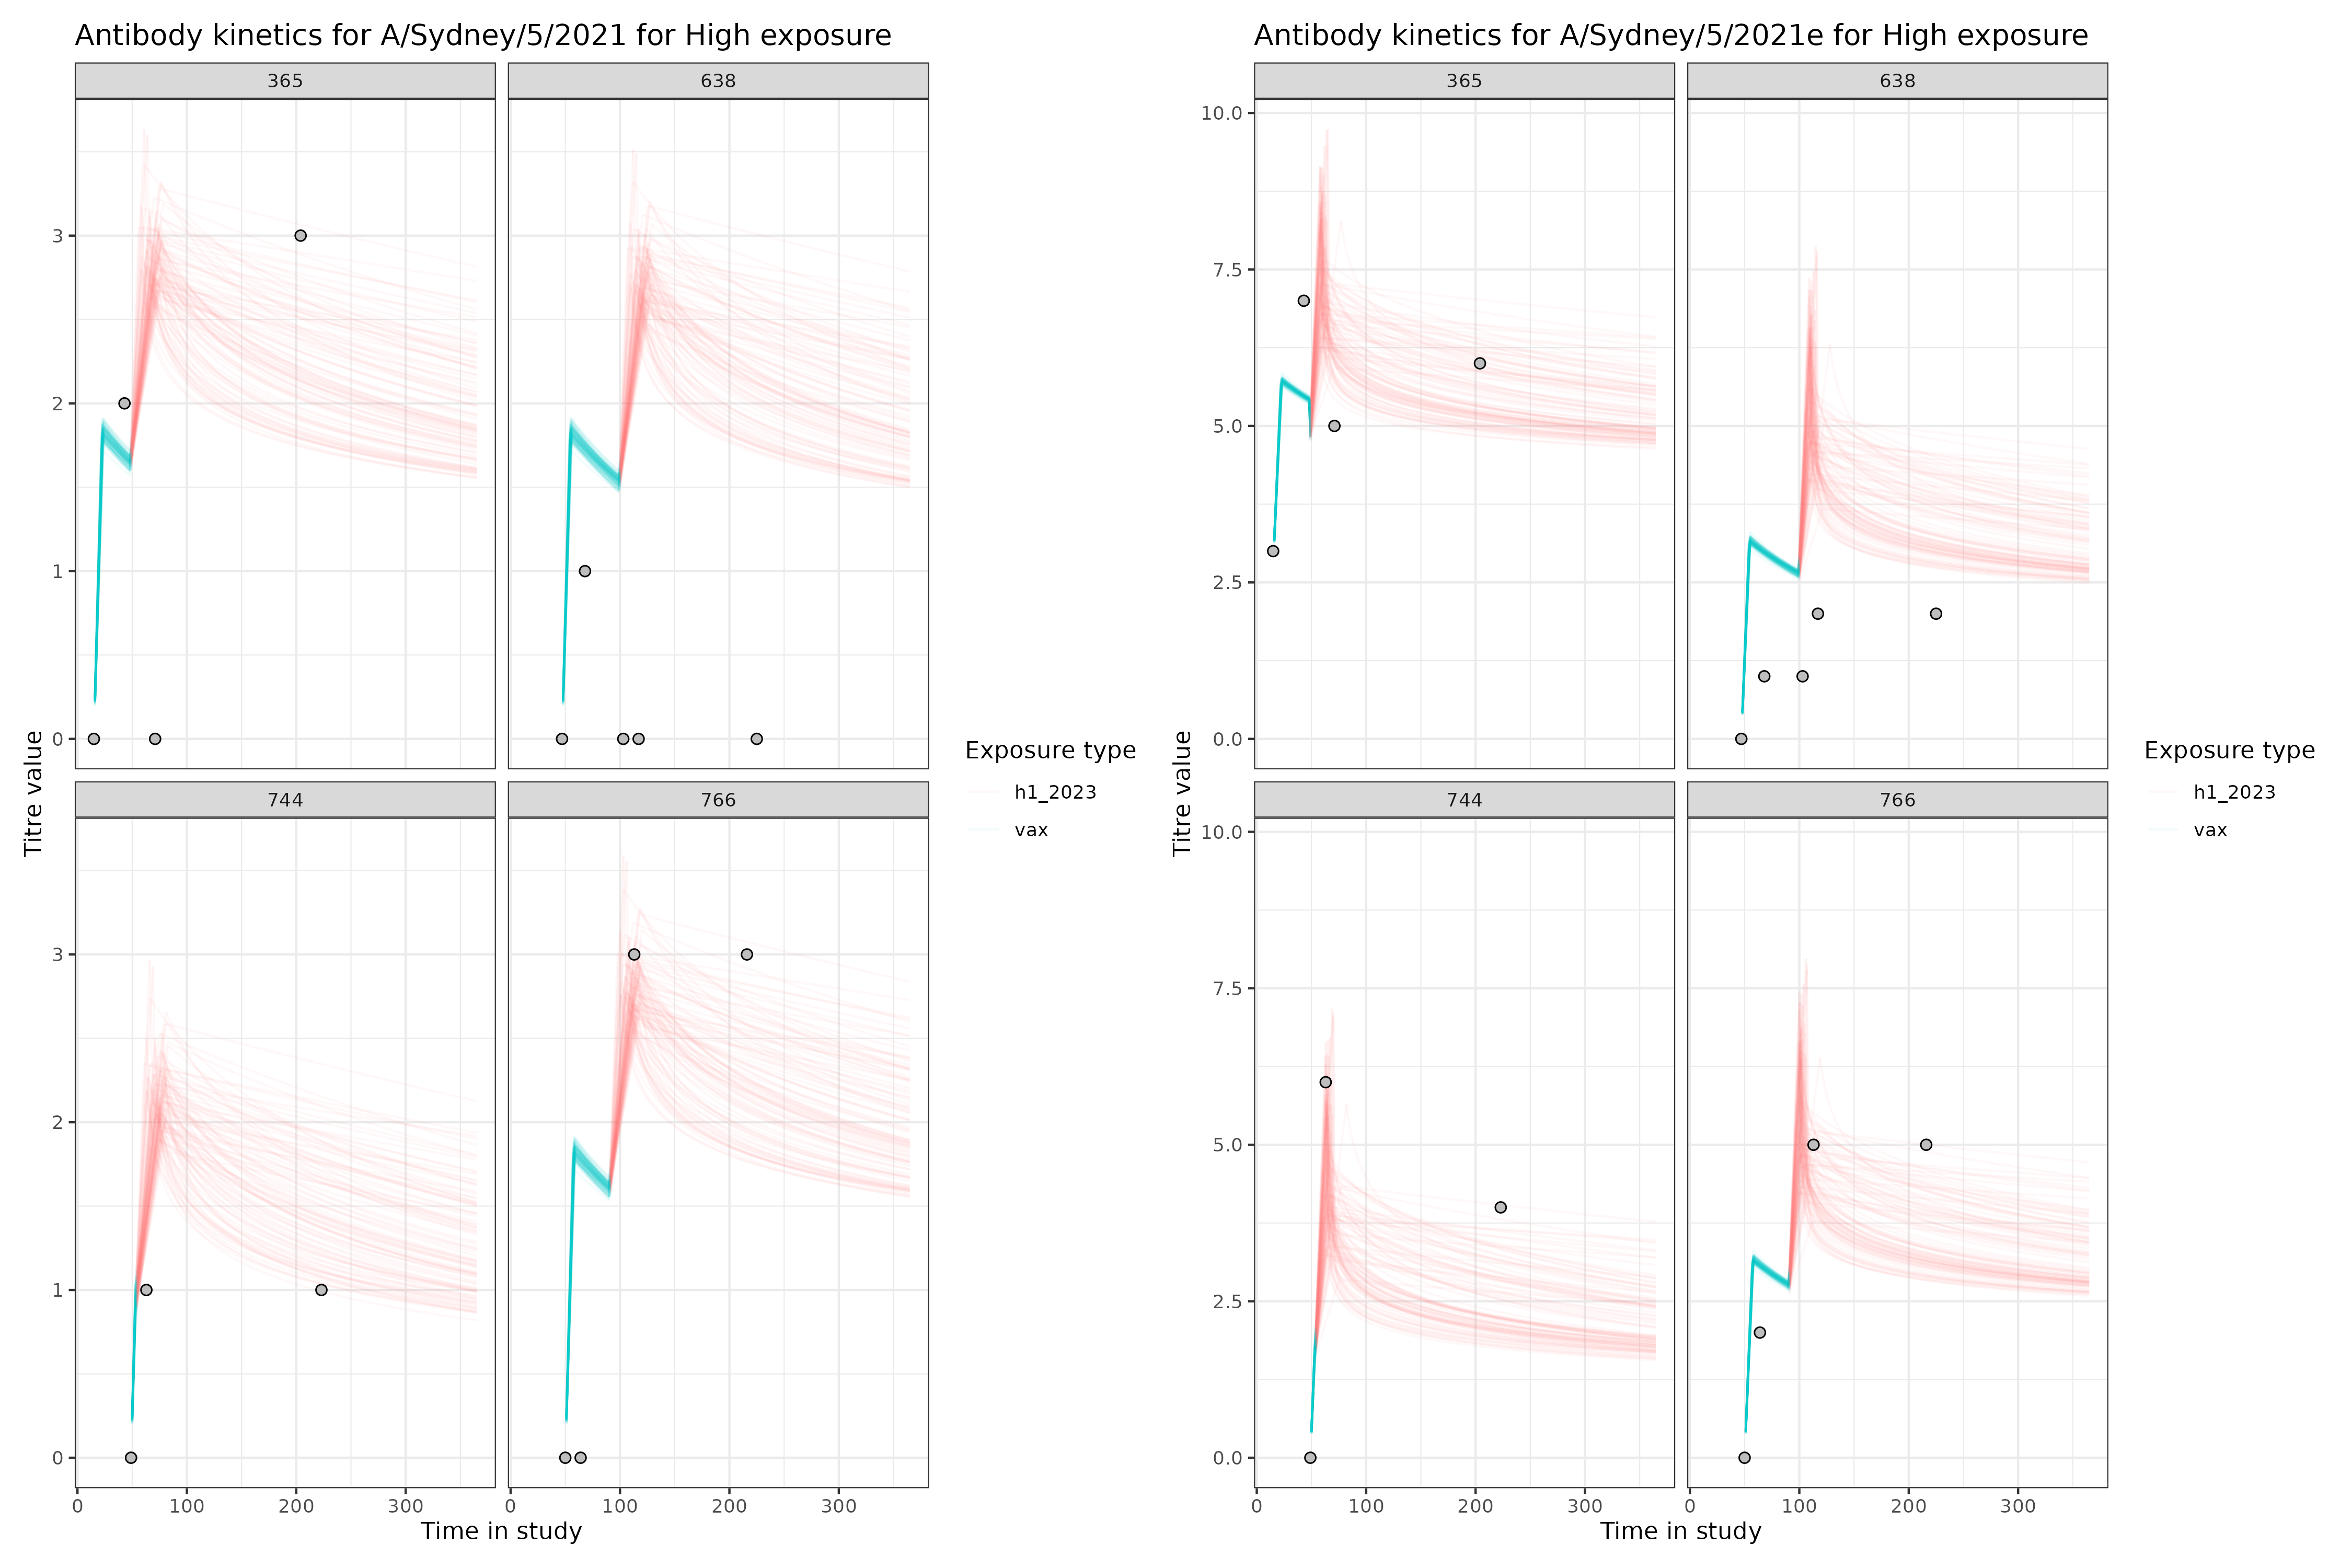 Antibody kinetics for A/Sydney/5/2021 for High exposure
365
638
3
2
1
0
744
766
3
2
1
0
0 100 200 300
0 100 200 300
Titre value
Time in study
Exposure type
h1_2023
vax
Antibody kinetics for A/Sydney/5/2021e for High exposure
365
638
10.0
7.5
5.0
2.5
0.0
744
766
10.0
7.5
5.0
2.5
0.0
0 100 200 300
0 100 200 300
Titre value
Time in study
Exposure type
h1_2023
vax